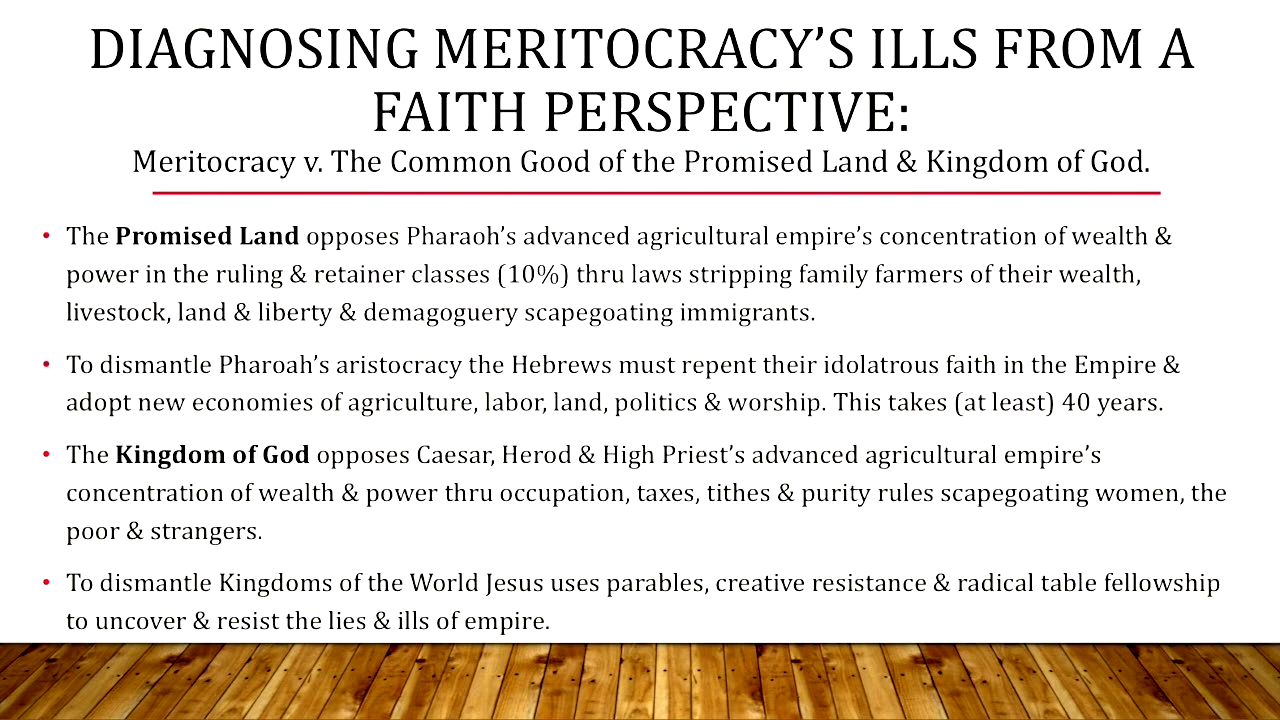 DIAGNOSING MERITOCRACY’S ILLS FROM A
FAITH PERSPECTIVE:
Meritocracy v. The Common Good of the Promised Land & Kingdom of God.
• The Promised Land opposes Pharaoh’s advanced agricultural empire’s concentration of wealth &
power in the ruling & retainer classes (10%) thru laws stripping family farmers of their wealth,
livestock, land & liberty & demagoguery scapegoating immigrants.
• To dismantle Pharoah’s aristocracy the Hebrews must repent their idolatrous faith in the Empire &
adopt new economies of agriculture, labor, land, politics & worship. This takes (at least) 40 years.
• The Kingdom of God opposes Caesar, Herod & High Priest’s advanced agricultural empire’s
concentration of wealth & power thru occupation, taxes, tithes & purity rules scapegoating women, the
poor & strangers.
• To dismantle Kingdoms of the World Jesus uses parables, creative resistance & radical table fellowship
to uncover & resist the lies & ills of empire.